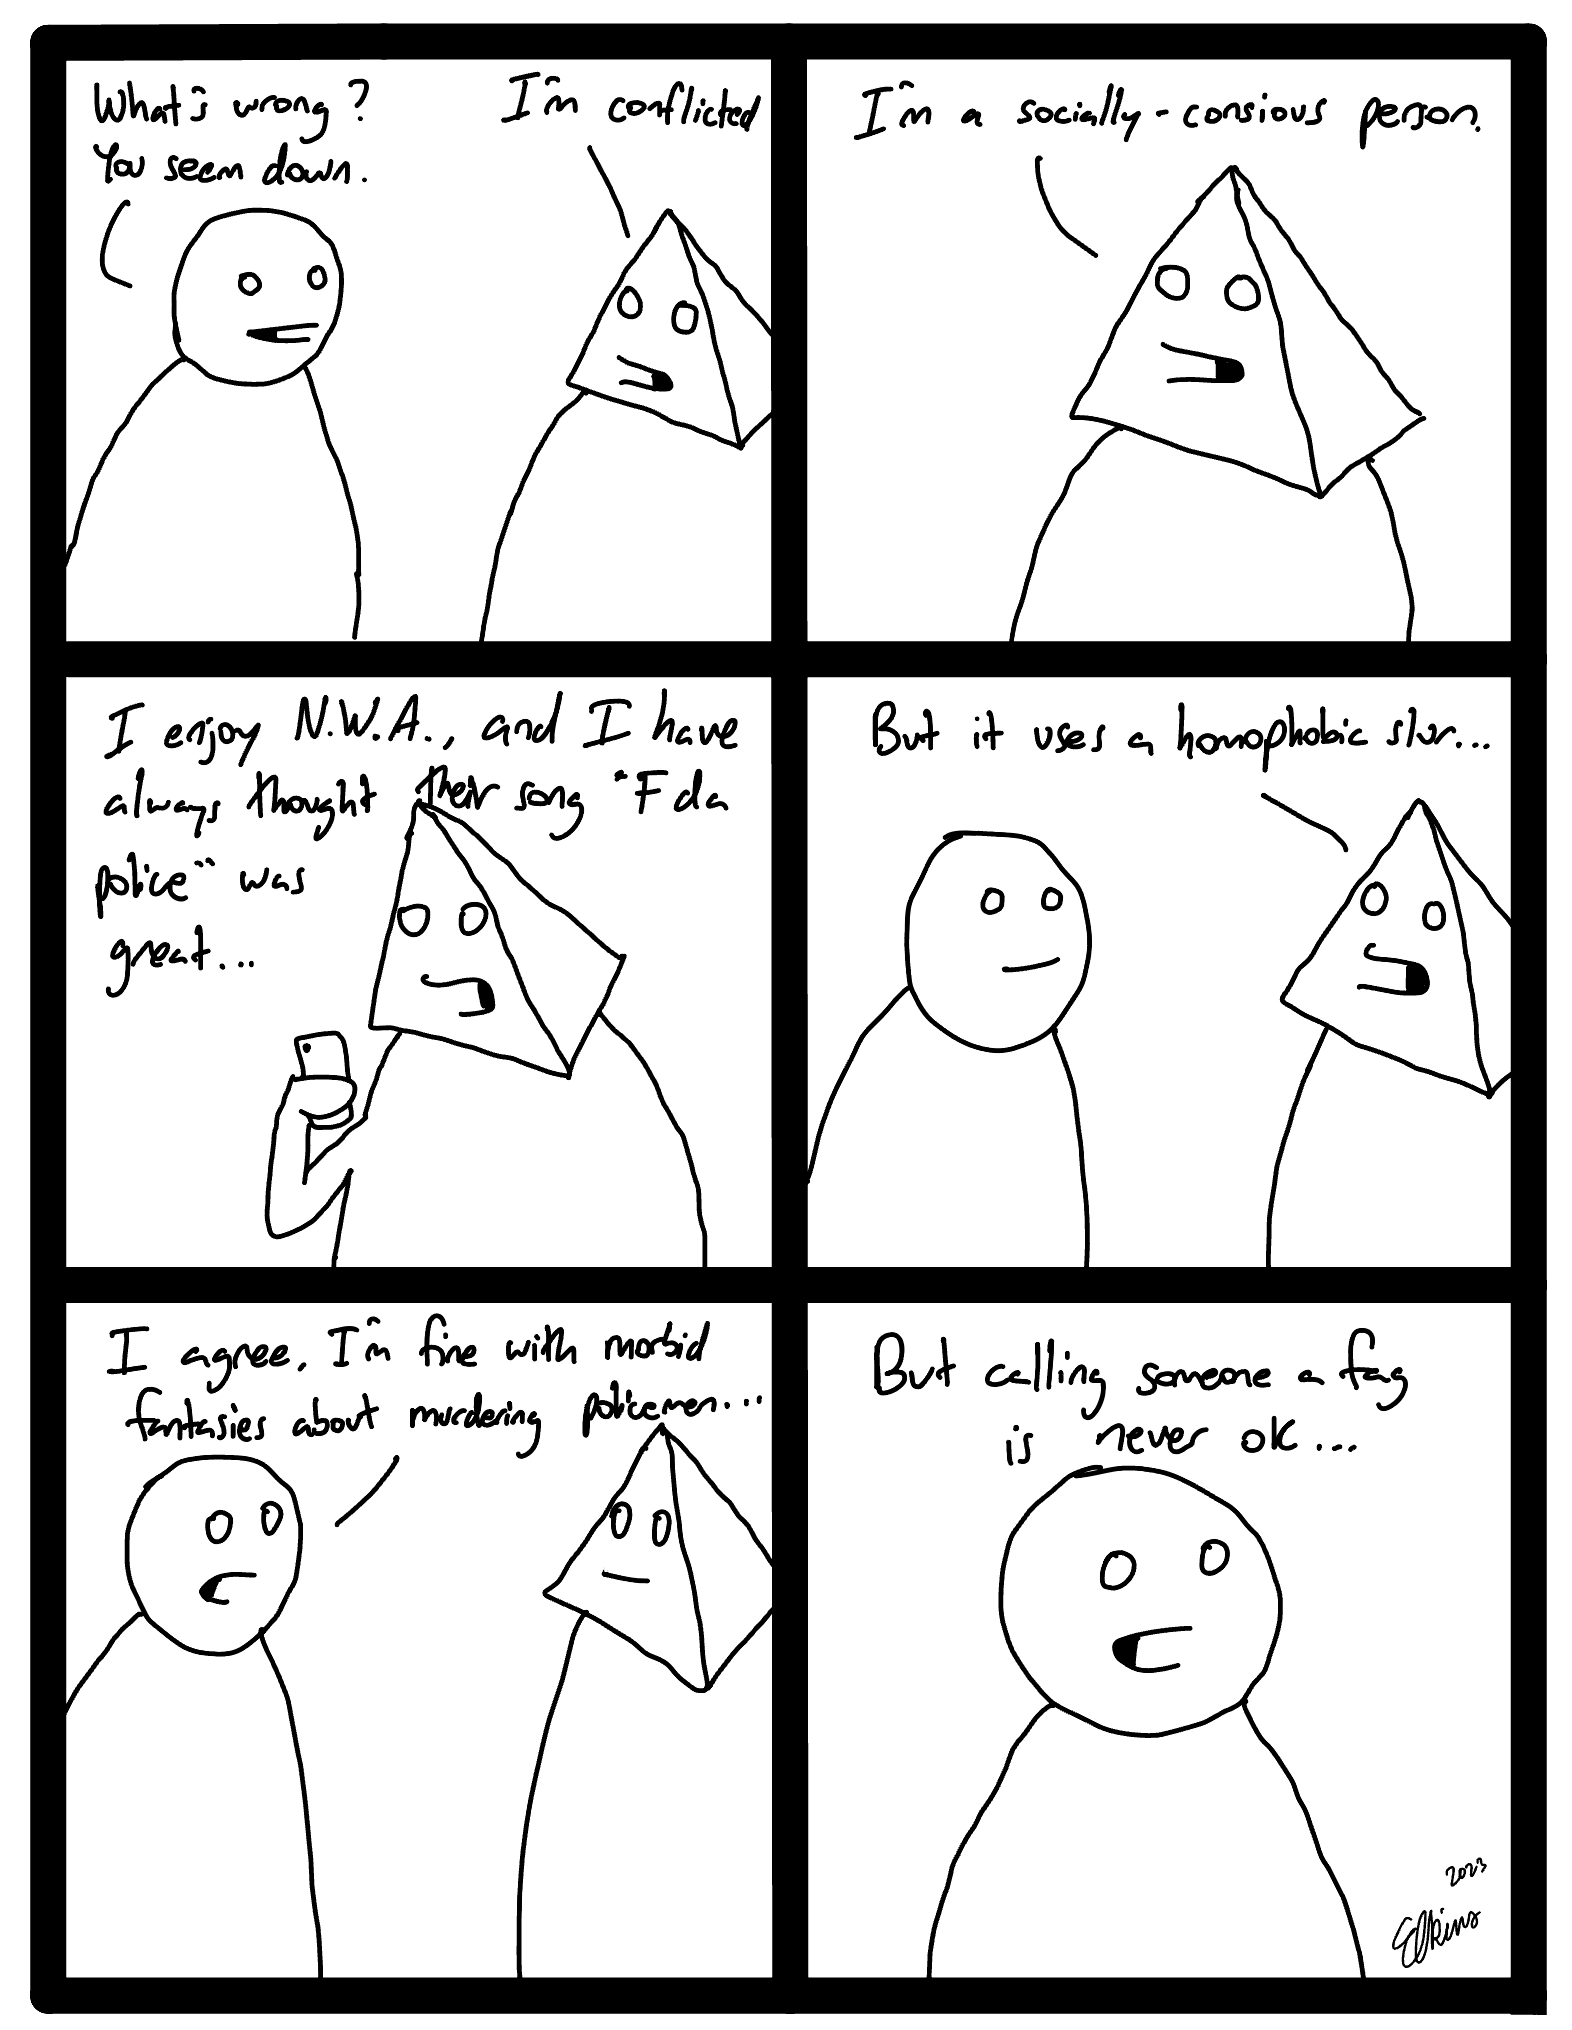 What's wrong?
You seem down.
I'm conflicted
I'm a socially-consious person.
I enjoy N.W.A., and I have
always thought their song "F da
police" was
great...
But it uses a homophobic slur...
I agree, I'm fine with morbid
fantasies about murdering policemen...
But calling someone a fag
is never ok...
2023
Elkins